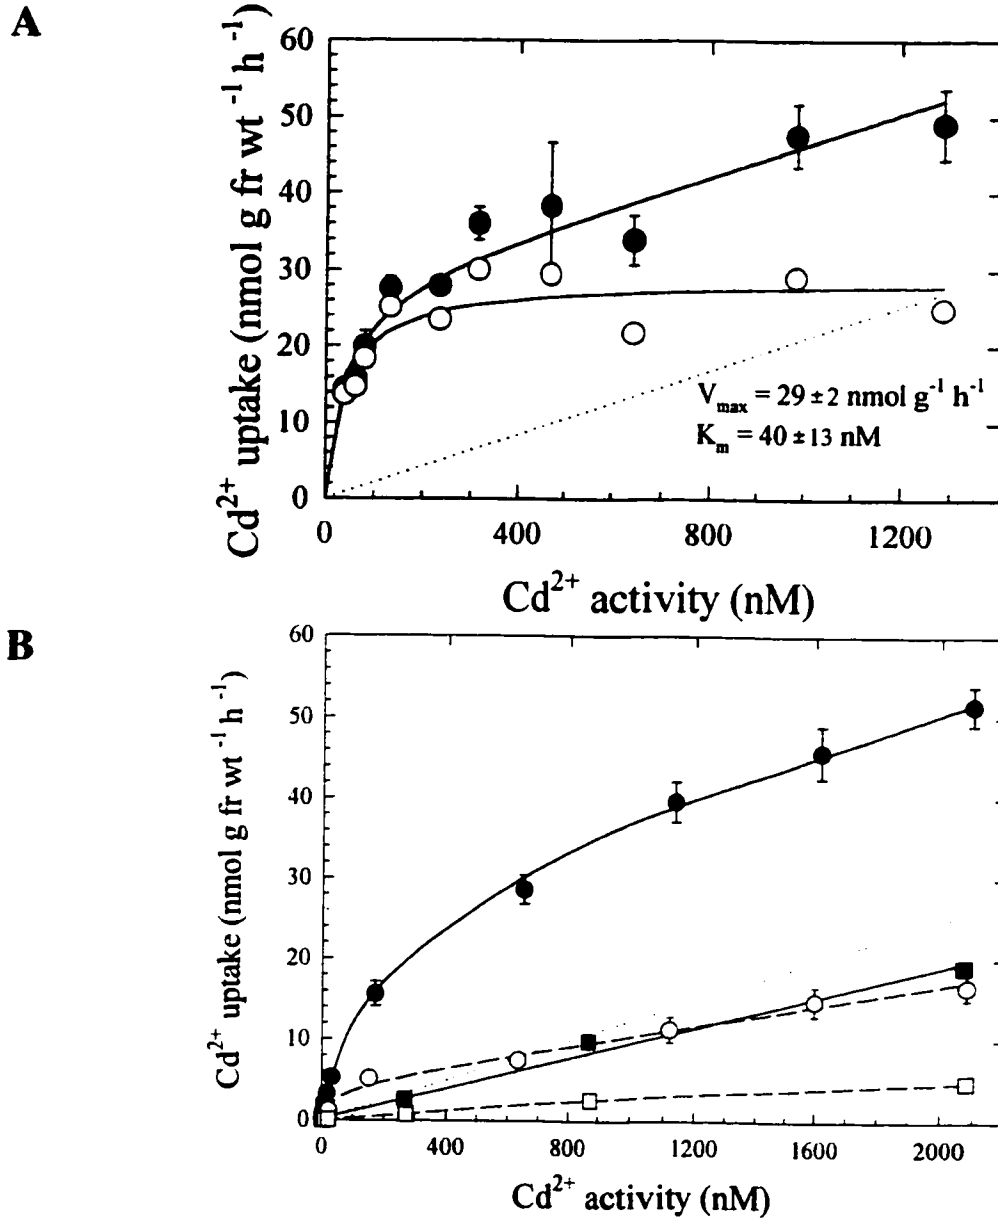 A
Cd2+ uptake (nmol g fr wt -1 h -1)
60
50
40
30
20
10
0
Vmax = 29 ± 2 nmol g-1 h-1
Km = 40 ± 13 nM
0 400 800 1200
Cd2+ activity (nM)
B
Cd2+ uptake (nmol g fr wt -1 h -1)
60
50
40
30
20
10
0
0 400 800 1200 1600 2000
Cd2+ activity (nM)